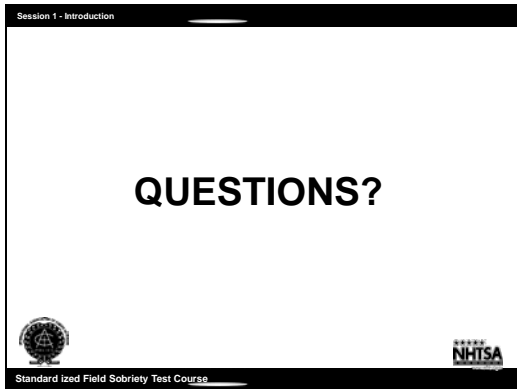 Session 1 - Introduction
QUESTIONS?
NHTSA
Standard ized Field Sobriety Test Course